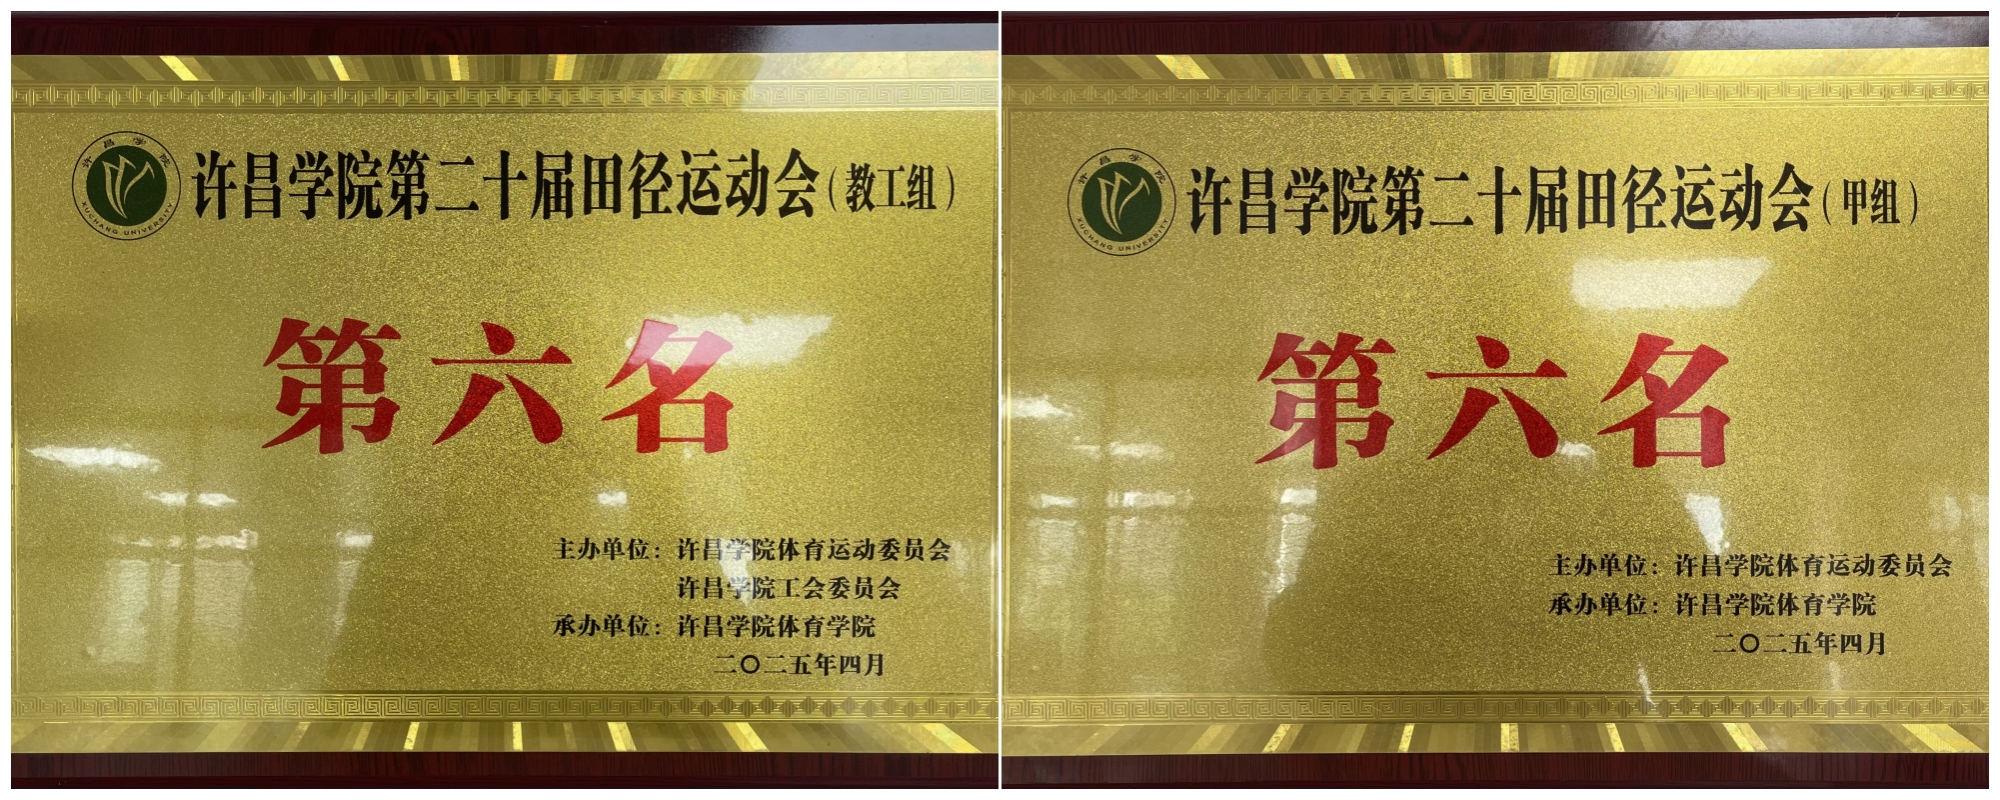 许昌学院
XUCHANG UNIVERSITY
许昌学院第二十届田径运动会(教工组)
第六名
主办单位:许昌学院体育运动委员会
许昌学院工会委员会
承办单位:许昌学院体育学院
二〇二五年四月
许昌学院
XUCHANG UNIVERSITY
许昌学院第二十届田径运动会(甲组)
第六名
主办单位:许昌学院体育运动委员会
承办单位:许昌学院体育学院
二〇二五年四月